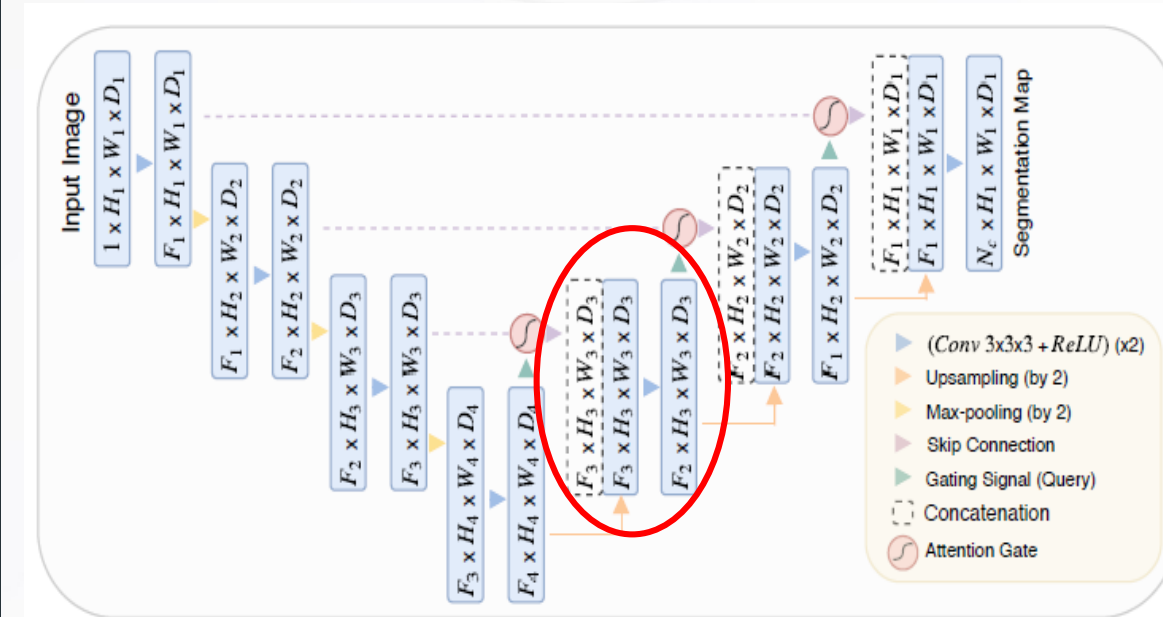 Input Image
1 x H₁ x W₁ x D₁
F₁ x H₁ x W₁ x D₁
F₁ x H₂ x W₂ x D₂
F₂ x H₂ x W₂ x D₂
F₂ x H₃ x W₃ x D₃
F₃ x H₃ x W₃ x D₃
F₃ x H₄ x W₄ x D₄
F₄ x H₄ x W₄ x D₄
F₃ x H₃ x W₃ x D₃
F₃ x H₃ x W₃ x D₃
F₂ x H₃ x W₃ x D₃
F₂ x H₂ x W₂ x D₂
F₂ x H₂ x W₂ x D₂
F₁ x H₂ x W₂ x D₂
F₁ x H₁ x W₁ x D₁
F₁ x H₁ x W₁ x D₁
N_c x H₁ x W₁ x D₁
Segmentation Map
(Conv 3x3x3 + ReLU) (x2)
Upsampling (by 2)
Max-pooling (by 2)
Skip Connection
Gating Signal (Query)
Concatenation
Attention Gate